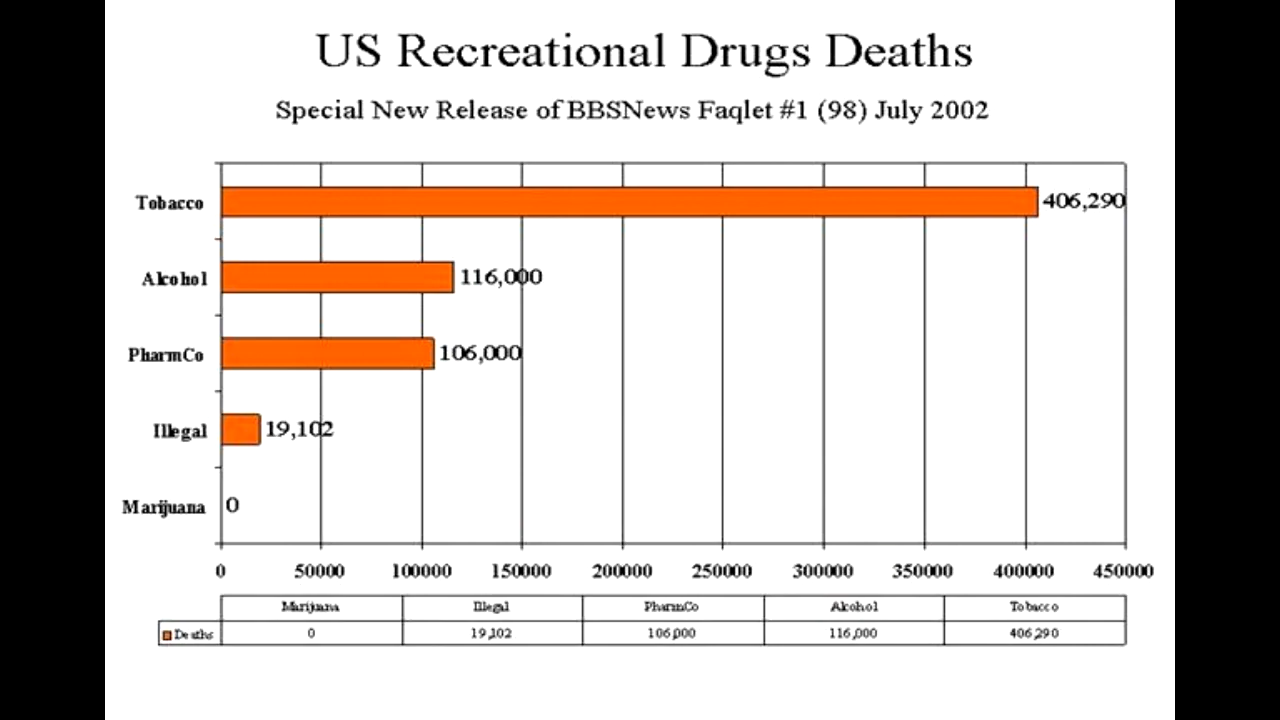 US Recreational Drugs Deaths
Special New Release of BBSNews Faqlet #1 (98) July 2002
Tobacco 406,290
Alcohol 116,000
PharmCo 106,000
Illegal 19,102
Marijuana 0
0 50000 100000 150000 200000 250000 300000 350000 400000 450000
Marijuana Illegal PharmCo Alcohol Tobacco
Deaths 0 19,102 106,000 116,000 406,290